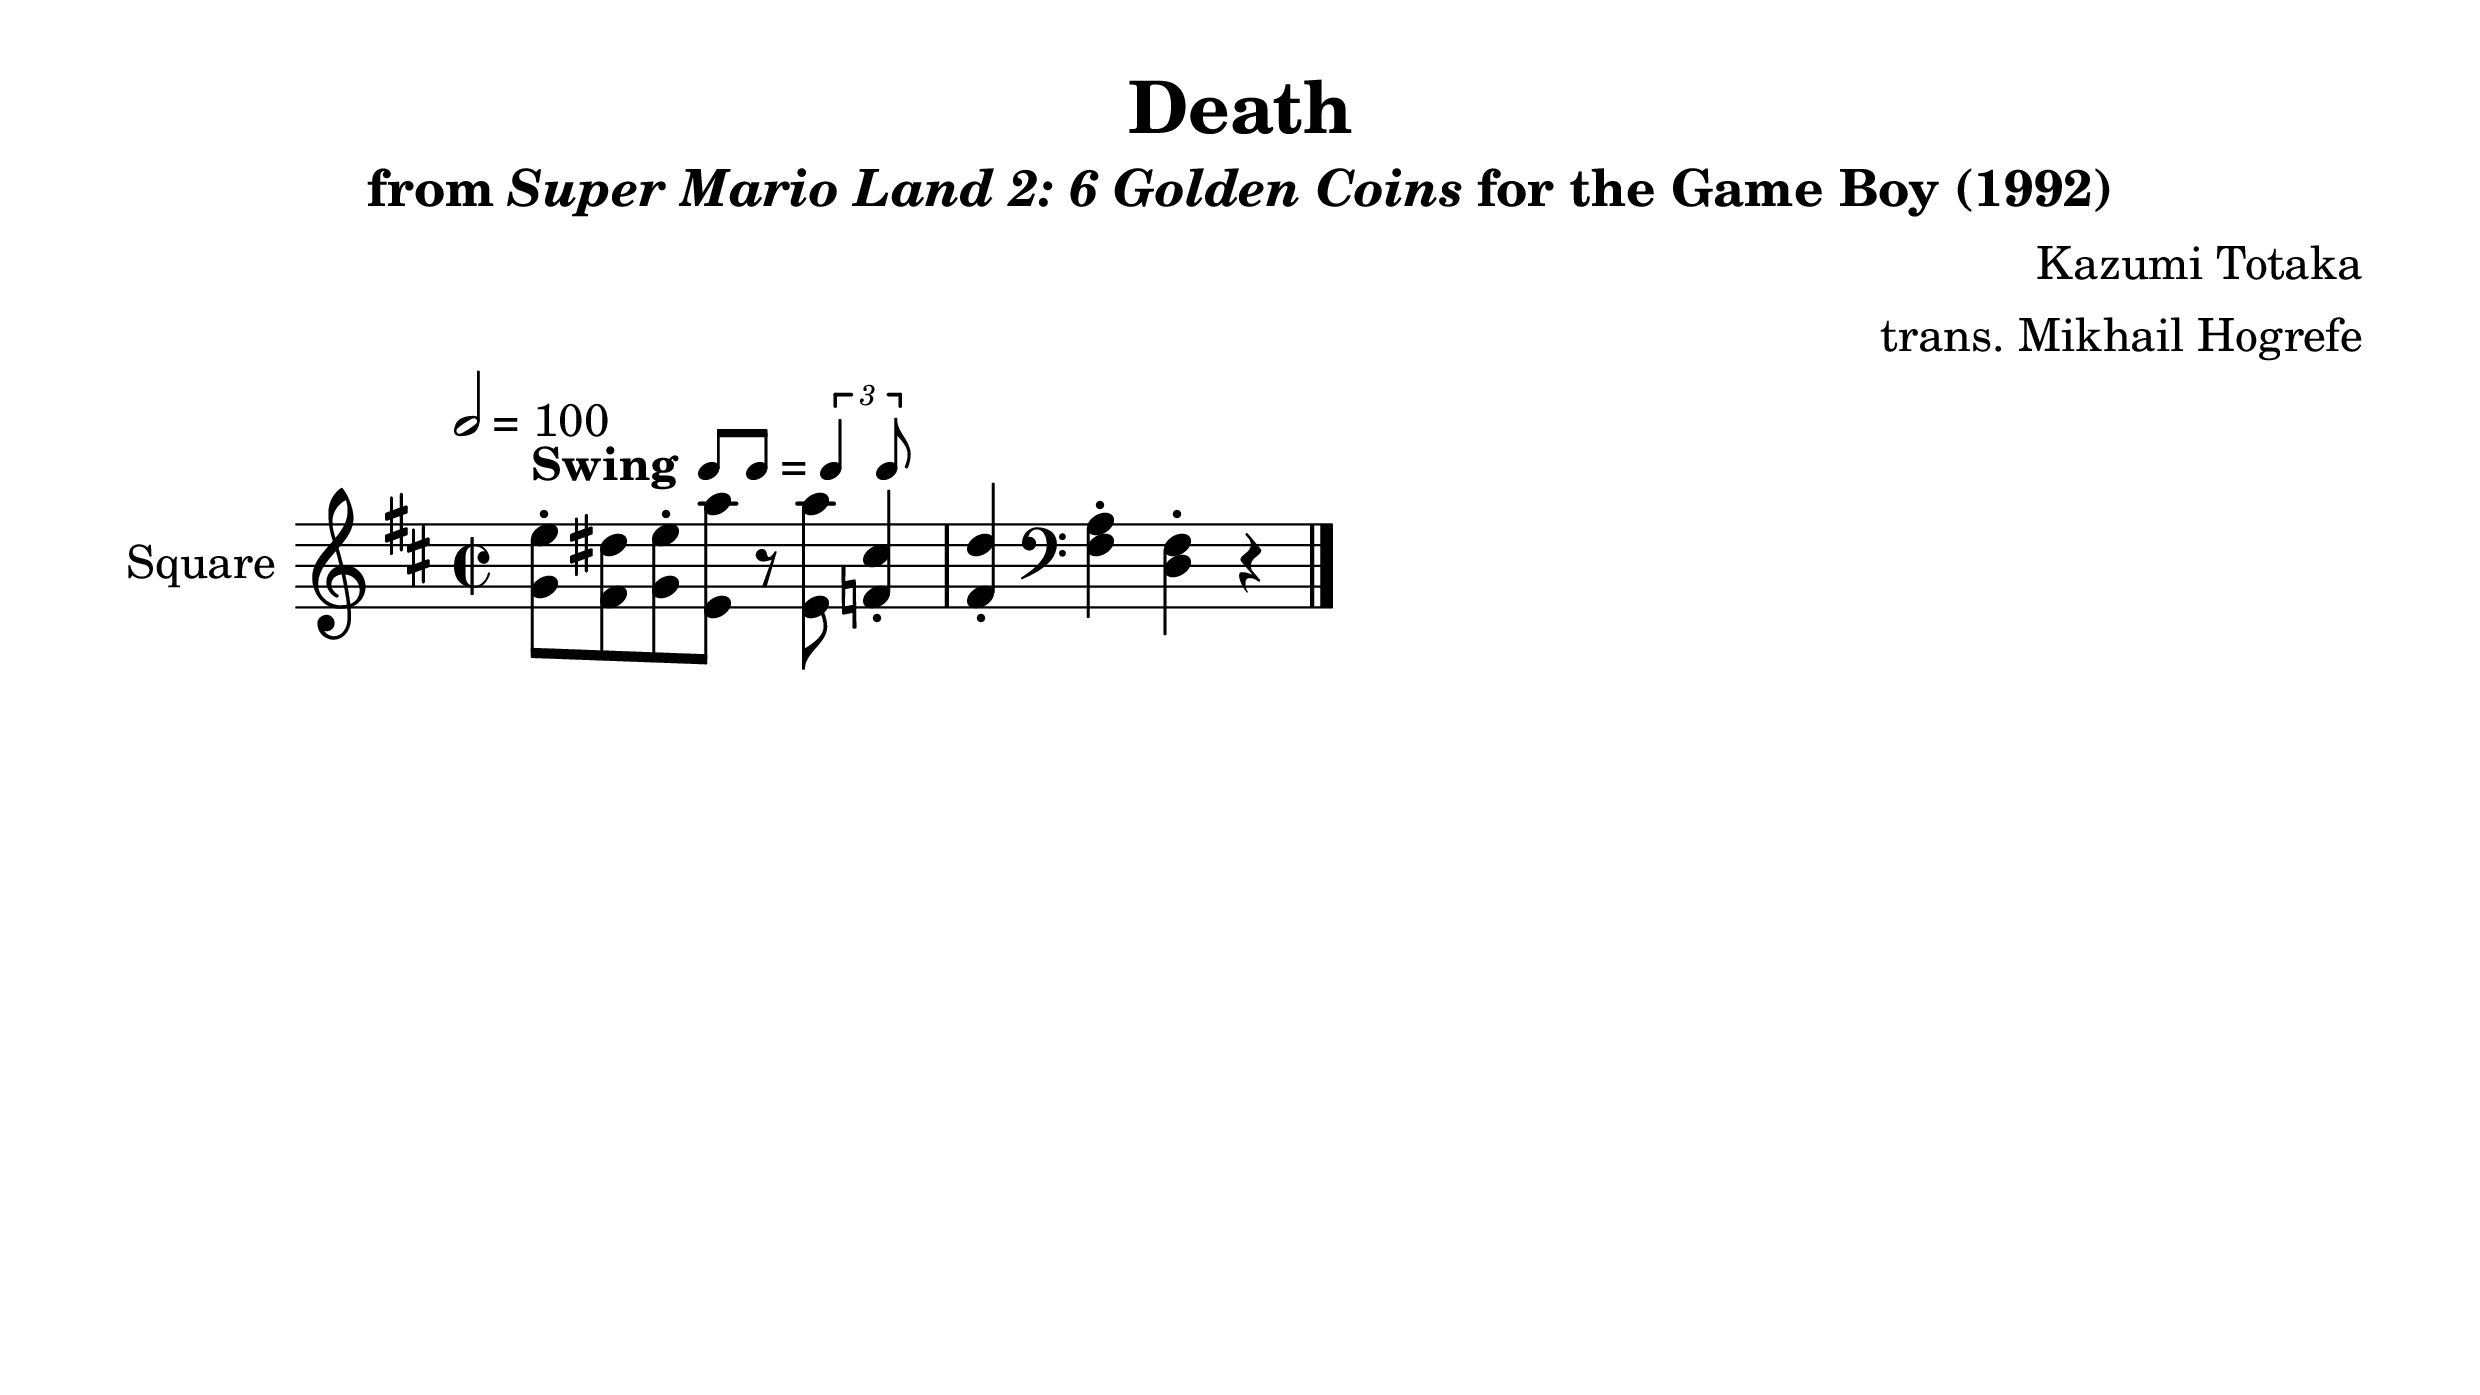 Death
from Super Mario Land 2: 6 Golden Coins for the Game Boy (1992)
Kazumi Totaka
trans. Mikhail Hogrefe
= 100
3
Swing =
Square